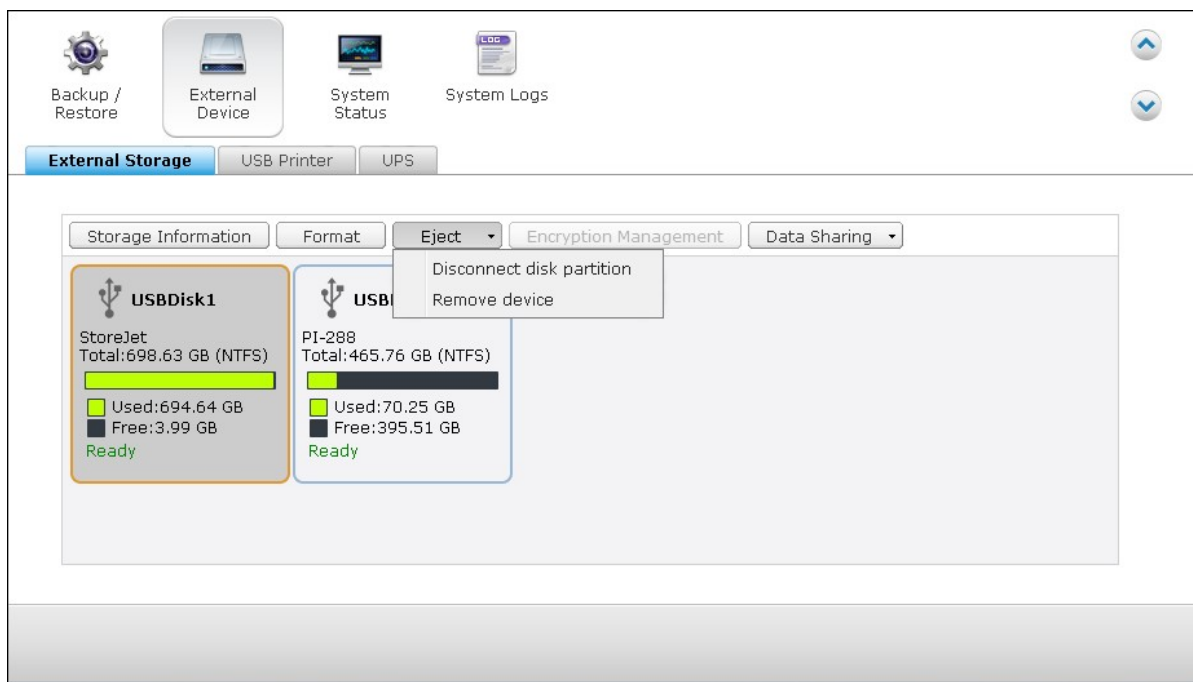 Backup /
Restore
External
Device
System
Status
LOG
System Logs
External Storage
USB Printer
UPS
Storage Information
Format
Eject
Encryption Management
Data Sharing
Disconnect disk partition
Remove device
USBDisk1
StoreJet
Total:698.63 GB (NTFS)
Used:694.64 GB
Free:3.99 GB
Ready
PI-288
Total:465.76 GB (NTFS)
Used:70.25 GB
Free:395.51 GB
Ready